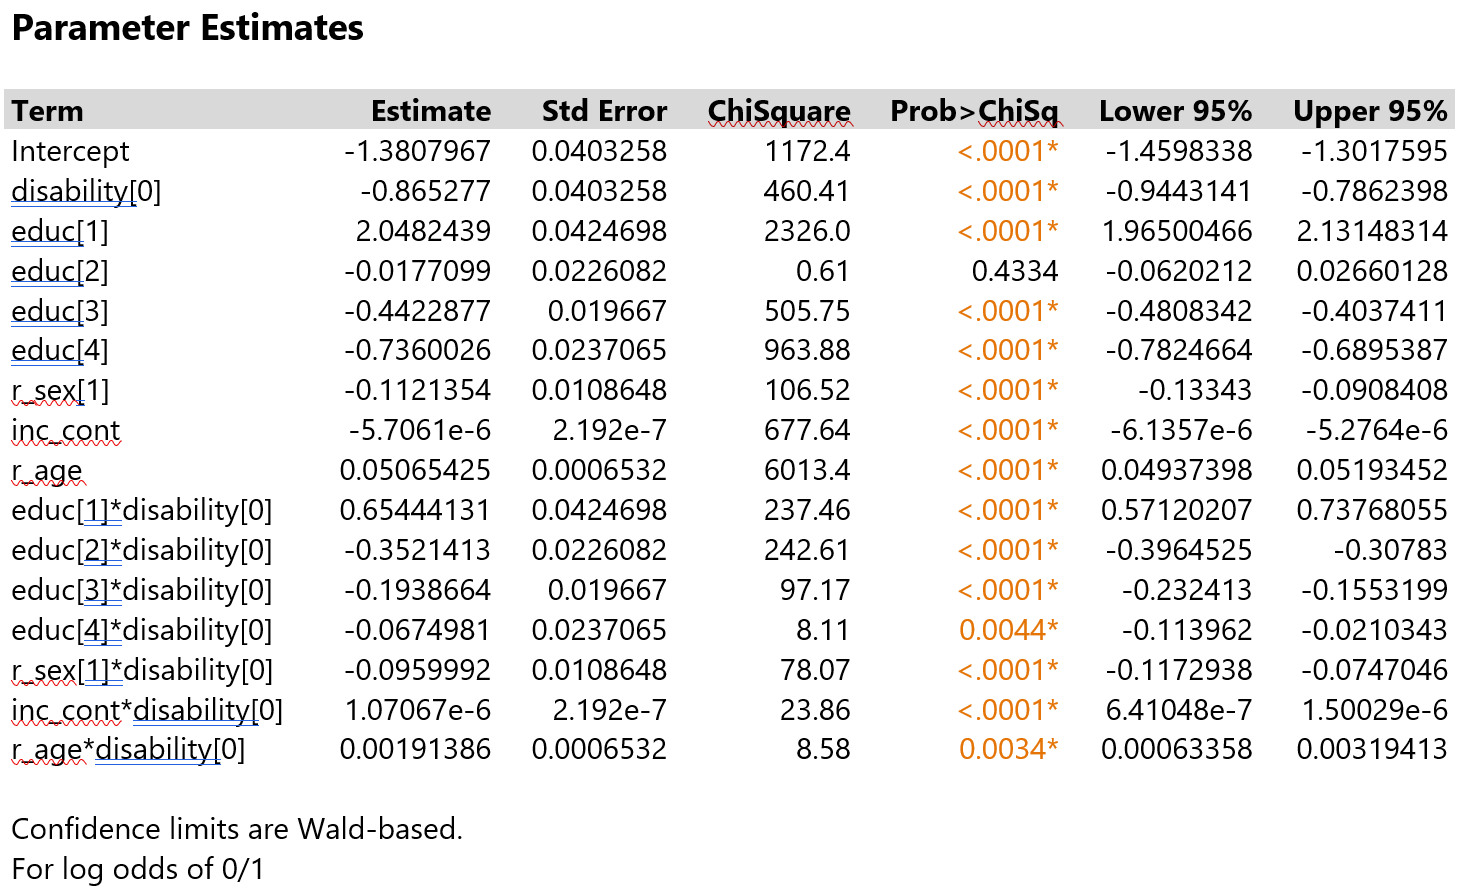 Parameter Estimates
Term Estimate Std Error ChiSquare Prob>ChiSq Lower 95% Upper 95%
Intercept -1.3807967 0.0403258 1172.4 <.0001* -1.4598338 -1.3017595
disability[0] -0.865277 0.0403258 460.41 <.0001* -0.9443141 -0.7862398
educ[1] 2.0482439 0.0424698 2326.0 <.0001* 1.96500466 2.13148314
educ[2] -0.0177099 0.0226082 0.61 0.4334 -0.0620212 0.02660128
educ[3] -0.4422877 0.019667 505.75 <.0001* -0.4808342 -0.4037411
educ[4] -0.7360026 0.0237065 963.88 <.0001* -0.7824664 -0.6895387
r_sex[1] -0.1121354 0.0108648 106.52 <.0001* -0.13343 -0.0908408
inc_cont -5.7061e-6 2.192e-7 677.64 <.0001* -6.1357e-6 -5.2764e-6
r_age 0.05065425 0.0006532 6013.4 <.0001* 0.04937398 0.05193452
educ[1]*disability[0] 0.65444131 0.0424698 237.46 <.0001* 0.57120207 0.73768055
educ[2]*disability[0] -0.3521413 0.0226082 242.61 <.0001* -0.3964525 -0.30783
educ[3]*disability[0] -0.1938664 0.019667 97.17 <.0001* -0.232413 -0.1553199
educ[4]*disability[0] -0.0674981 0.0237065 8.11 0.0044* -0.113962 -0.0210343
r_sex[1]*disability[0] -0.0959992 0.0108648 78.07 <.0001* -0.1172938 -0.0747046
inc_cont*disability[0] 1.07067e-6 2.192e-7 23.86 <.0001* 6.41048e-7 1.50029e-6
r_age*disability[0] 0.00191386 0.0006532 8.58 0.0034* 0.00063358 0.00319413
Confidence limits are Wald-based.
For log odds of 0/1